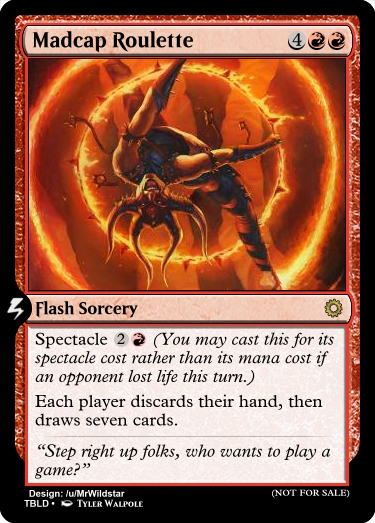 Madcap Roulette 4
Flash Sorcery
Spectacle 2 (You may cast this for its
spectacle cost rather than its mana cost if
an opponent lost life this turn.)
Each player discards their hand, then
draws seven cards.
“Step right up folks, who wants to play a
game?”
Design: /u/MrWildstar (NOT FOR SALE)
TBLD • Tyler Walpole